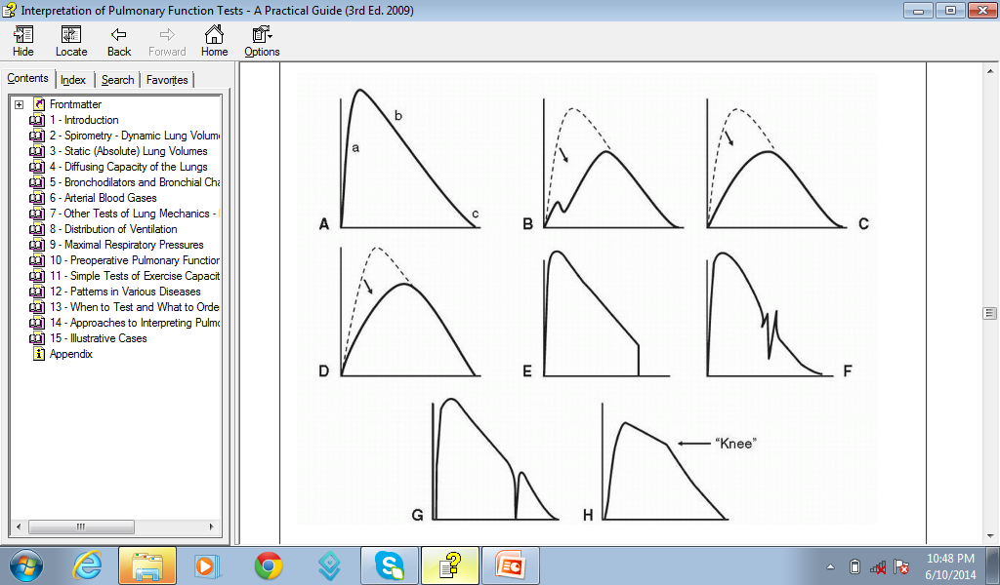 Interpretation of Pulmonary Function Tests - A Practical Guide (3rd Ed. 2009)
Hide Locate Back Forward Home Options
Contents Index Search Favorites
Frontmatter
1 - Introduction
2 - Spirometry - Dynamic Lung Volum
3 - Static (Absolute) Lung Volumes
4 - Diffusing Capacity of the Lungs
5 - Bronchodilators and Bronchial Cha
6 - Arterial Blood Gases
7 - Other Tests of Lung Mechanics -
8 - Distribution of Ventilation
9 - Maximal Respiratory Pressures
10 - Preoperative Pulmonary Function
11 - Simple Tests of Exercise Capacit
12 - Patterns in Various Diseases
13 - When to Test and What to Orde
14 - Approaches to Interpreting Pulmo
15 - Illustrative Cases
Appendix
a
b
c
A
B
C
D
E
F
G
H
"Knee"
10:48 PM
6/10/2014